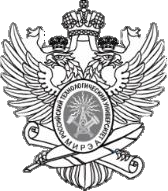 РОССИЙСКИЙ ТЕХНОЛОГИЧЕСКИЙ УНИВЕРСИТЕТ
МИРЭА